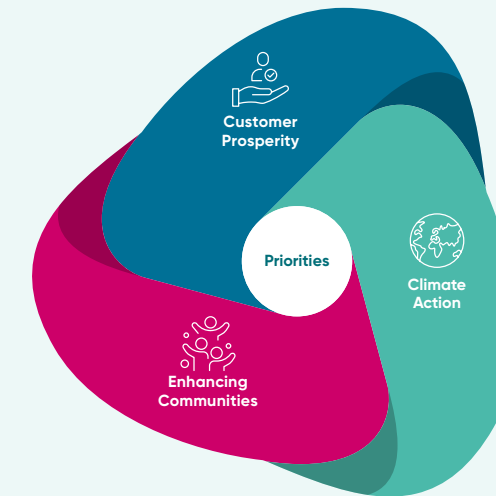 Customer
Prosperity
Priorities
Climate
Action
Enhancing
Communities